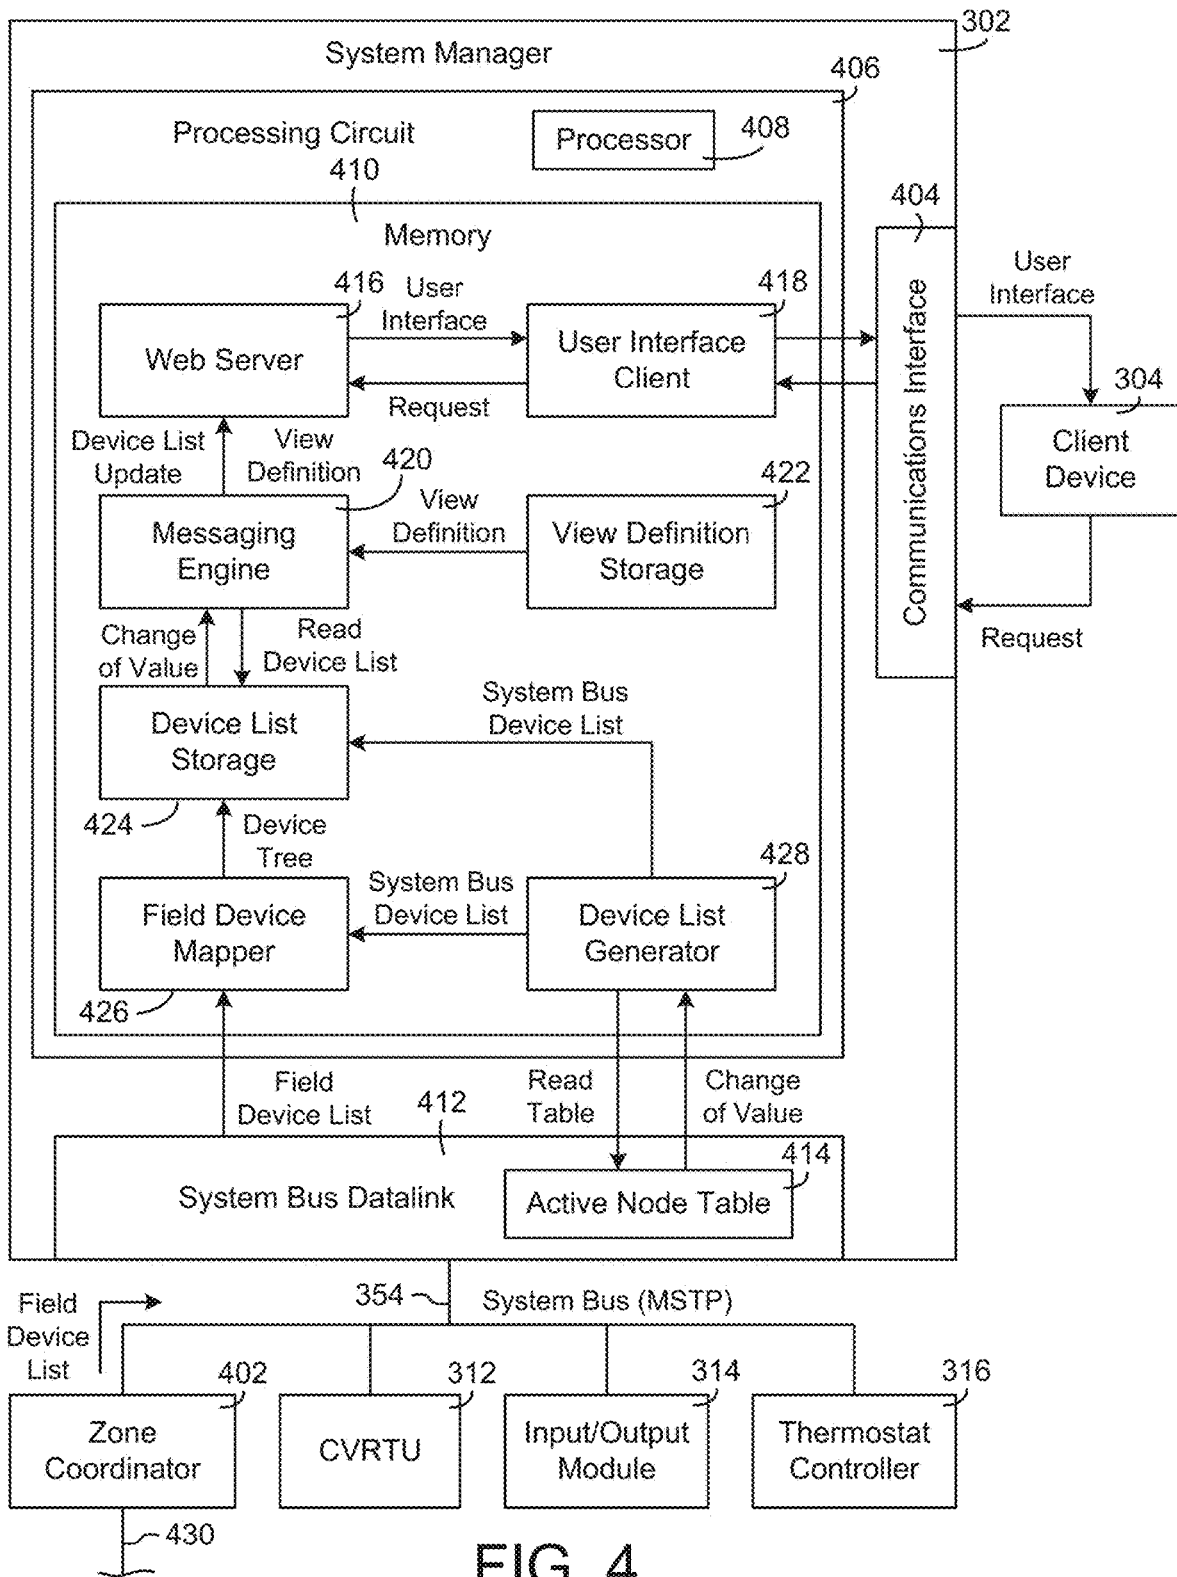 302
System Manager
406
Processing Circuit
Processor
408
410
404
Memory
416
User
Interface
418
User
Interface
Web Server
User Interface
Client
Communications Interface
Request
304
Client
Device
Device List
Update
View
Definition
420
View
Definition
422
Messaging
Engine
View Definition
Storage
Request
Change
of Value
Read
Device List
System Bus
Device List
Device List
Storage
424
Device
Tree
428
System Bus
Device List
Field Device
Mapper
Device List
Generator
426
Field
Device List
412
Read
Table
Change
of Value
414
System Bus Datalink
Active Node Table
354
System Bus (MSTP)
Field
Device
List
402
312
314
316
Zone
Coordinator
CVRTU
Input/Output
Module
Thermostat
Controller
430
FIG. 4